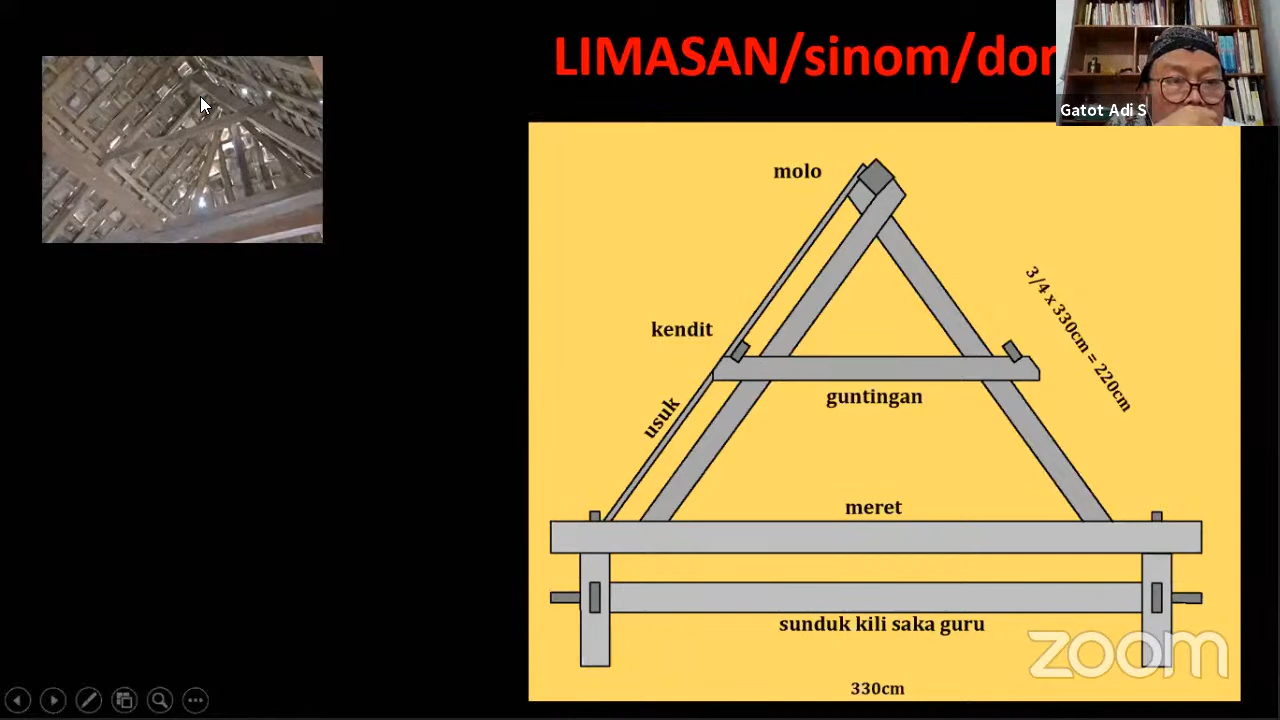 LIMASAN/sinom/dor
Gatot Adi S
molo
3/4 x 330cm = 220cm
kendit
guntingan
usuk
meret
sunduk kili saka guru
zoom
330cm